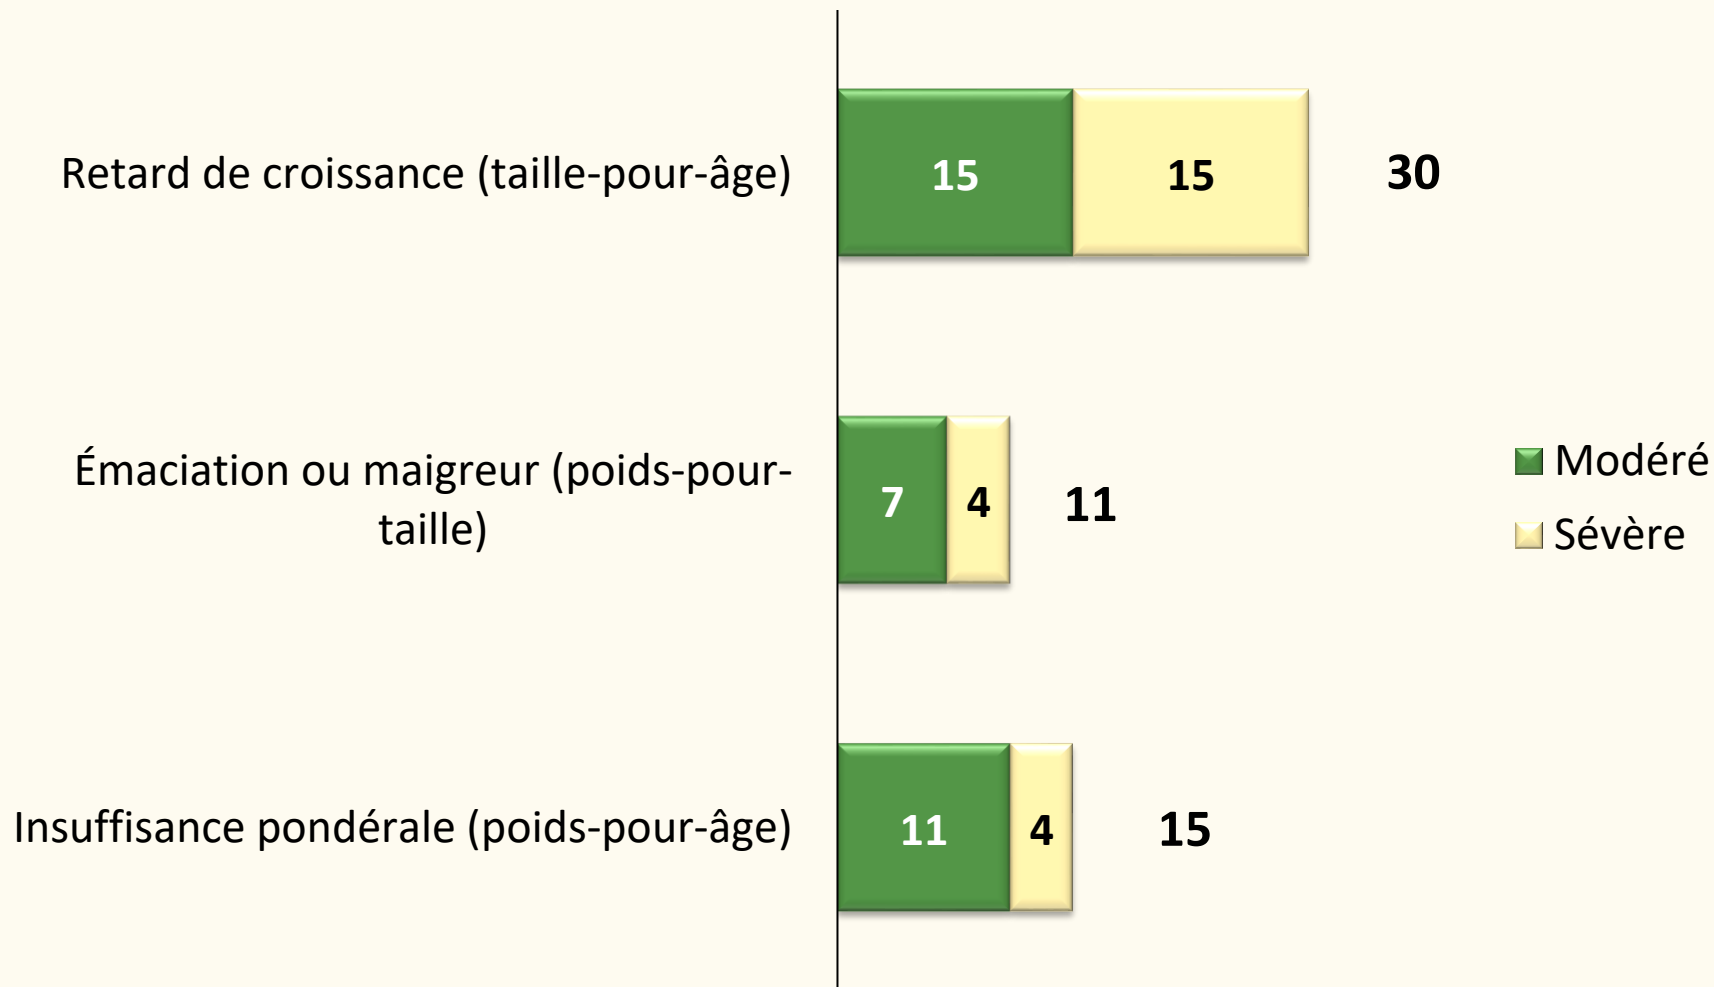 Retard de croissance (taille-pour-âge)
15
15
30
Émaciation ou maigreur (poids-pour-
taille)
7
4
11
Modéré
Sévère
Insuffisance pondérale (poids-pour-âge)
11
4
15